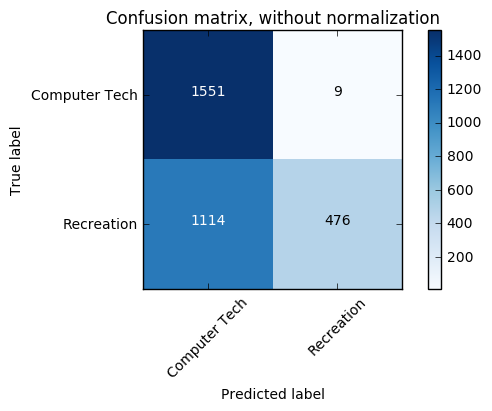 Confusion matrix, without normalization
True label
Computer Tech
Recreation
1551
9
1114
476
Computer Tech
Recreation
Predicted label
1400
1200
1000
800
600
400
200